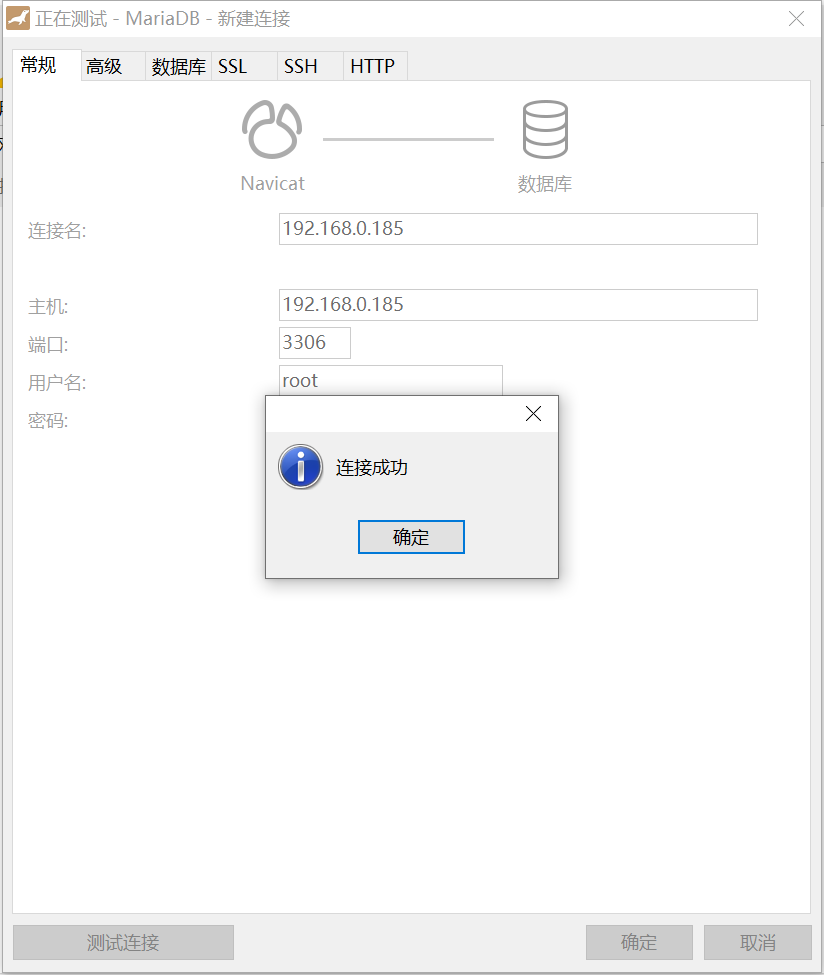 正在测试 - MariaDB - 新建连接
常规 高级 数据库 SSL SSH HTTP
Navicat 数据库
连接名: 192.168.0.185
主机: 192.168.0.185
端口: 3306
用户名: root
密码:
连接成功
确定
测试连接 确定 取消